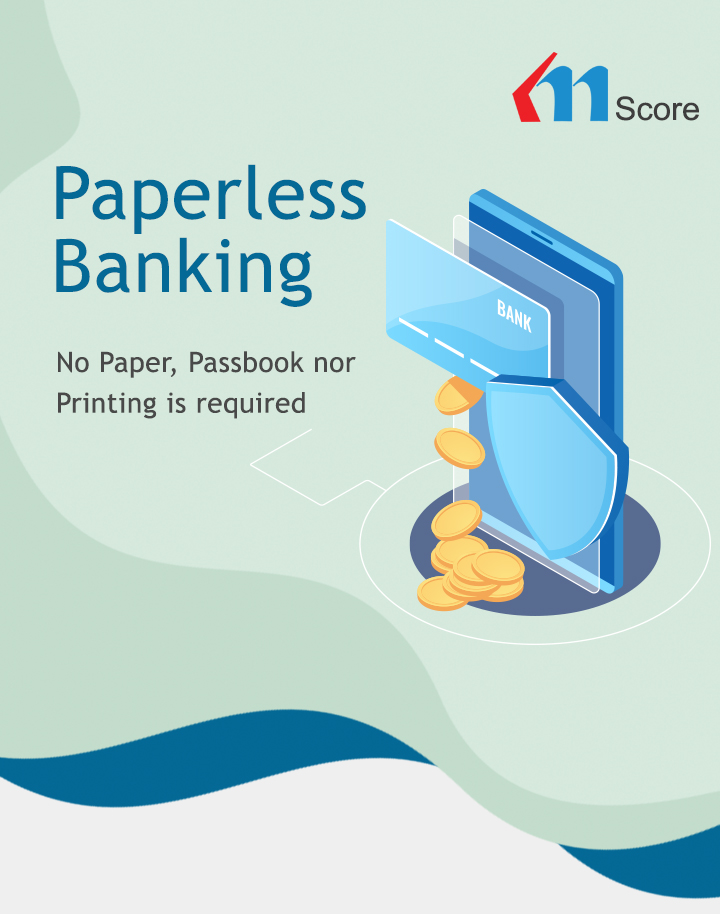 m Score
Paperless
Banking
BANK
No Paper, Passbook nor
Printing is required